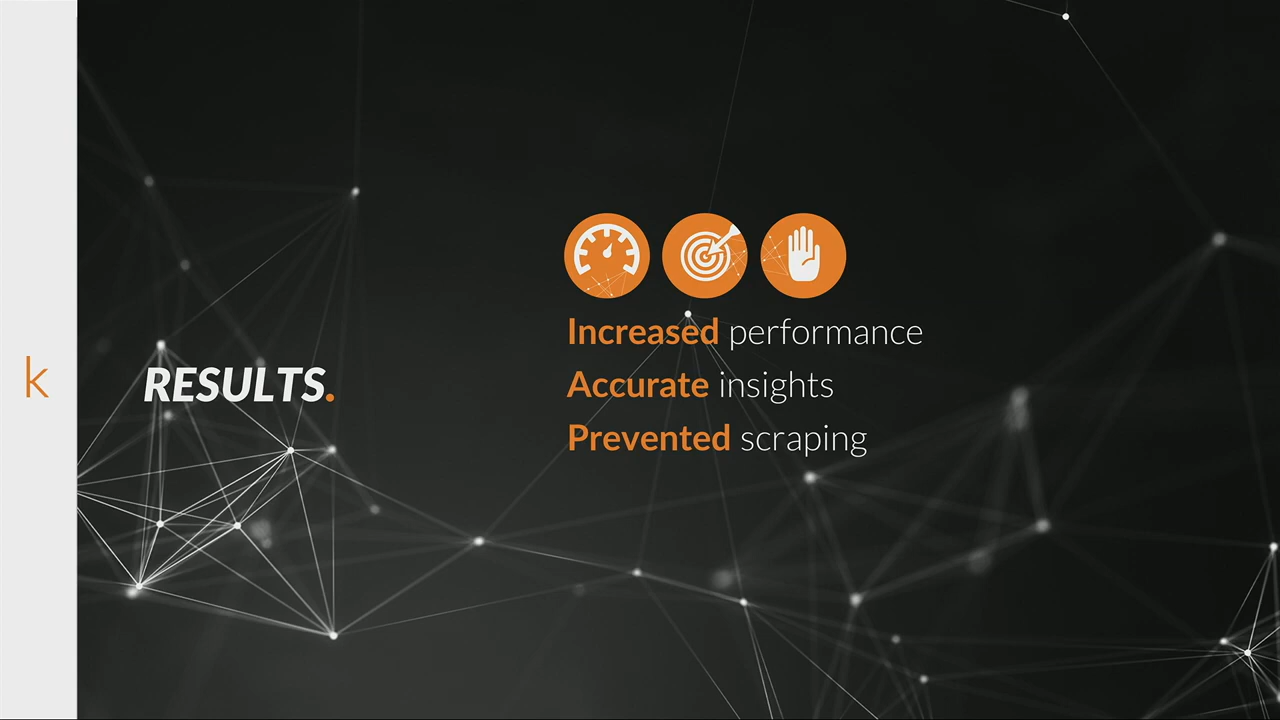 k
RESULTS.
Increased performance
Accurate insights
Prevented scraping